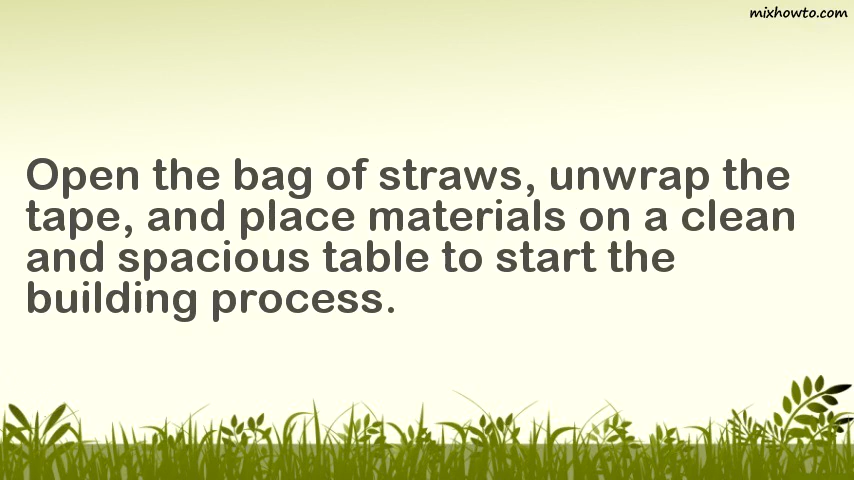 mixhowto.com
Open the bag of straws, unwrap the
tape, and place materials on a clean
and spacious table to start the
building process.